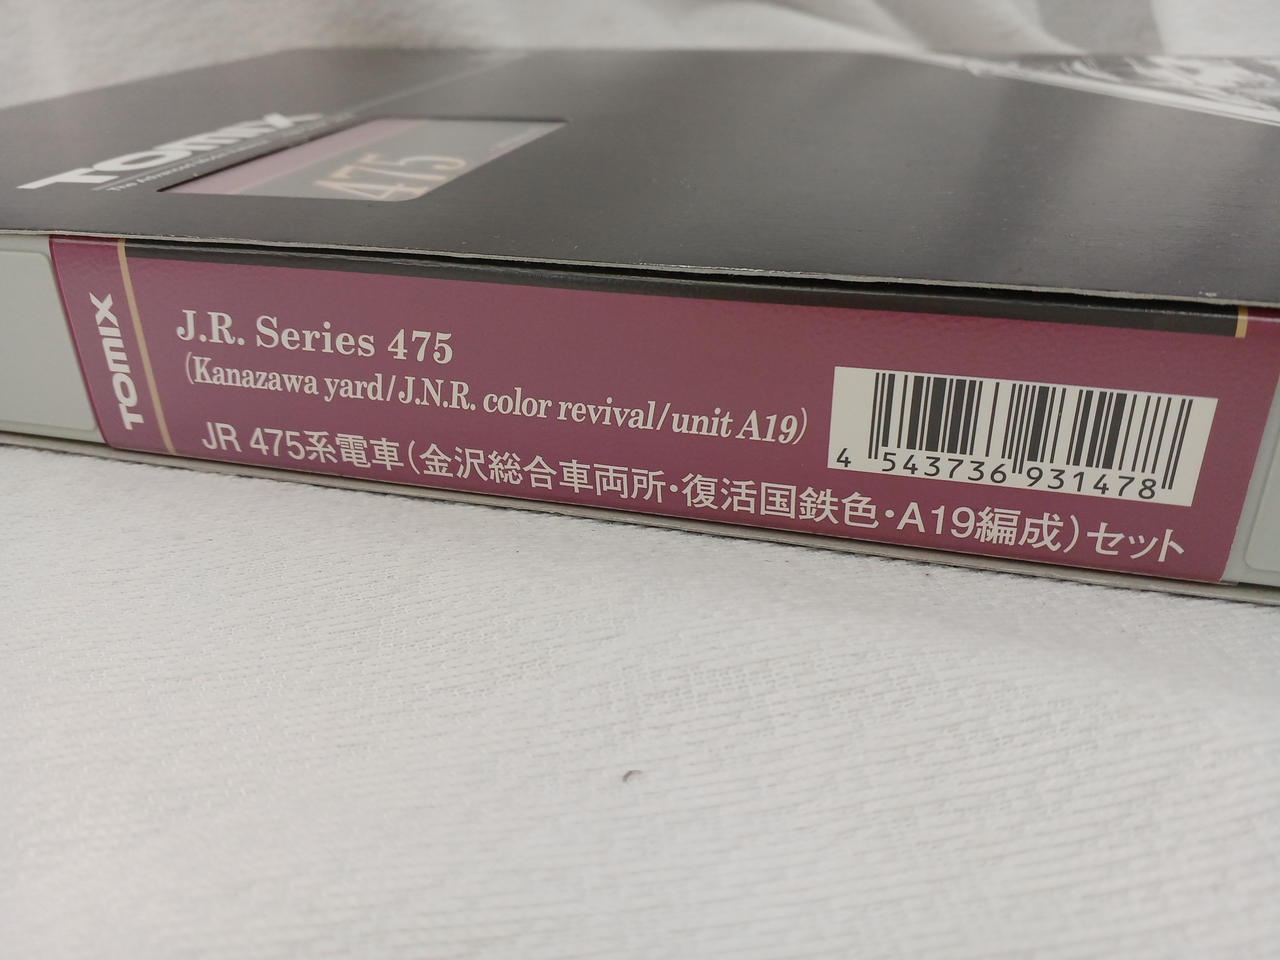 TOMIX
The Advanced
475
TOMIX
J.R. Series 475
(Kanazawa yard/J.N.R. color revival/unit A19)
JR 475系電車(金沢総合車両所・復活国鉄色・A19編成)セット
4 543736 931478